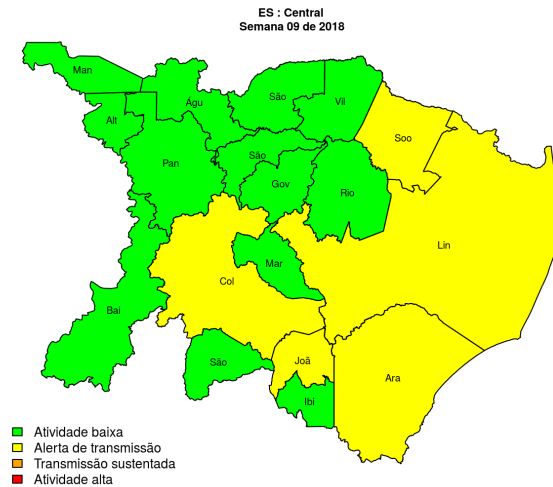 ES : Central
Semana 09 de 2018
Man
Águ
São
Vil
Alt
Soo
Pan
São
Gov
Rio
Lin
Mar
Col
Bai
São
Joã
Ara
Ibi
Atividade baixa
Alerta de transmissão
Transmissão sustentada
Atividade alta